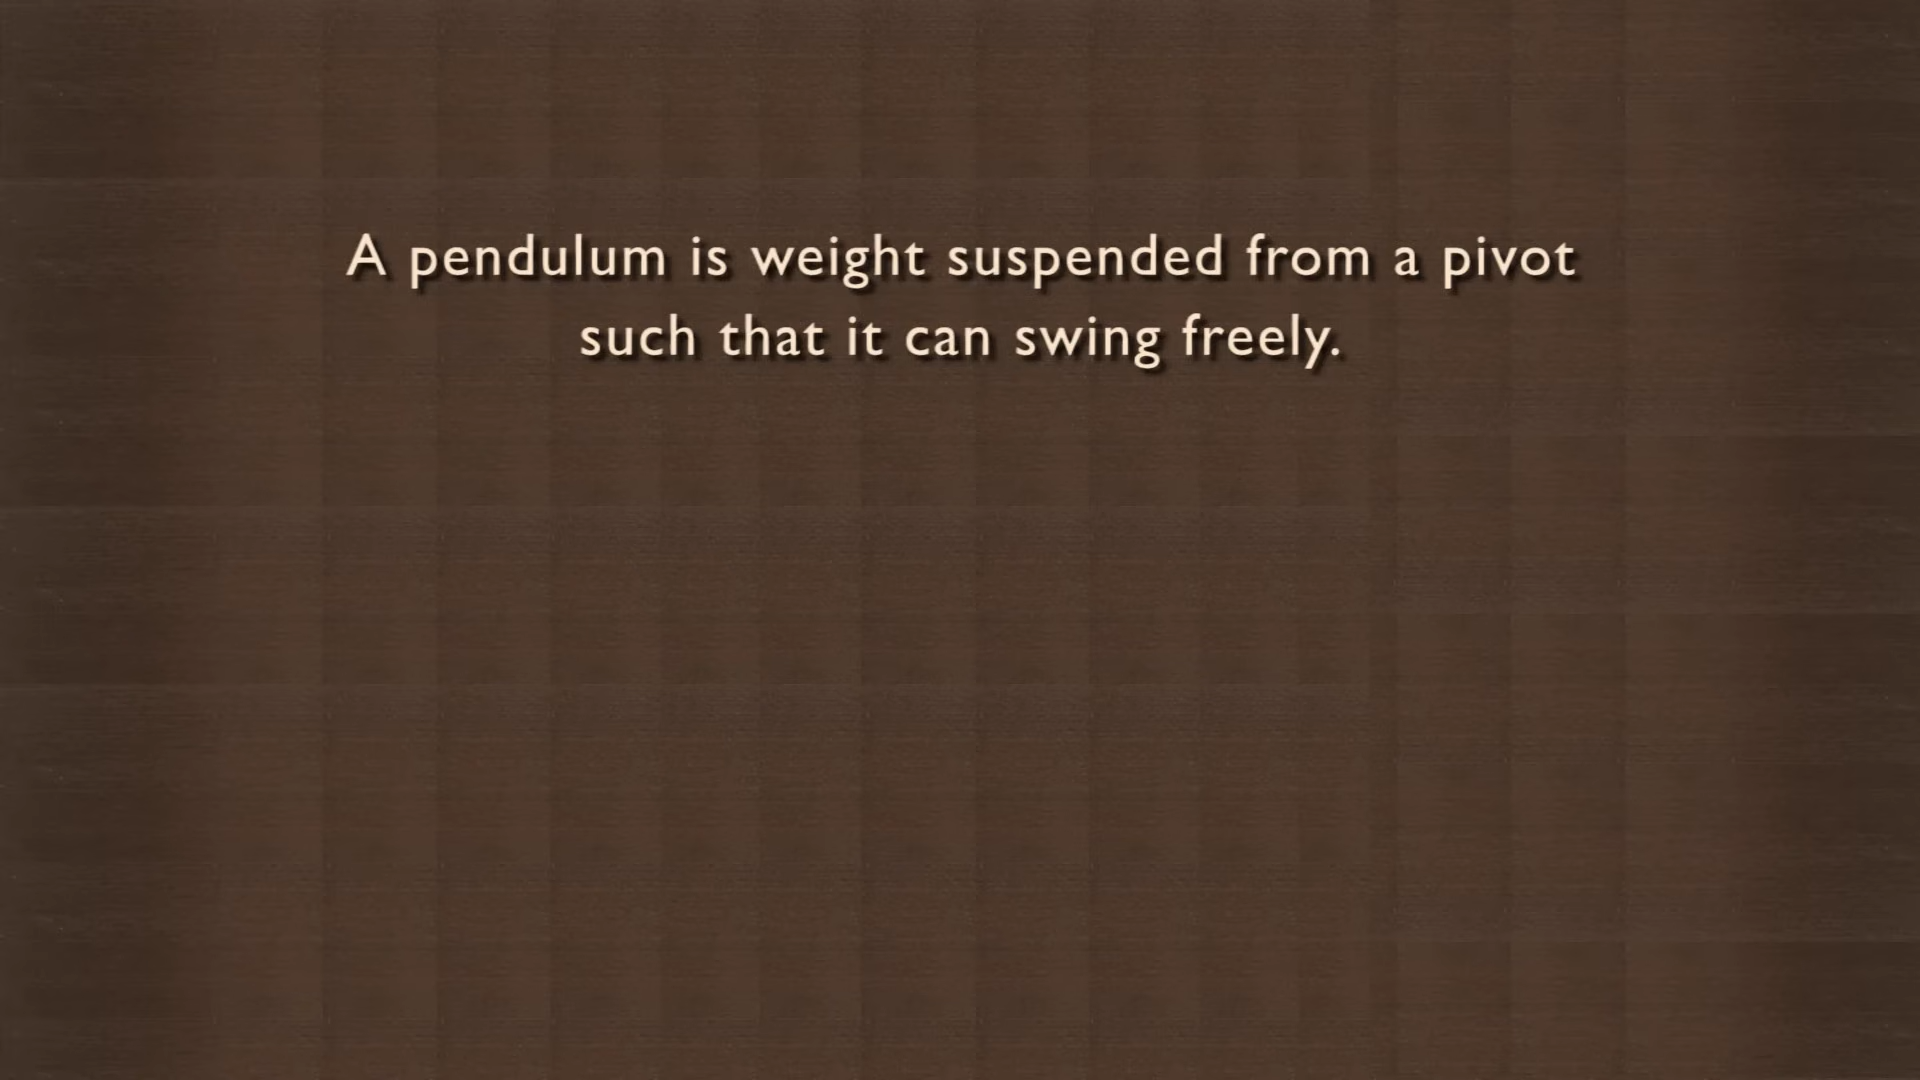 A pendulum is weight suspended from a pivot
such that it can swing freely.